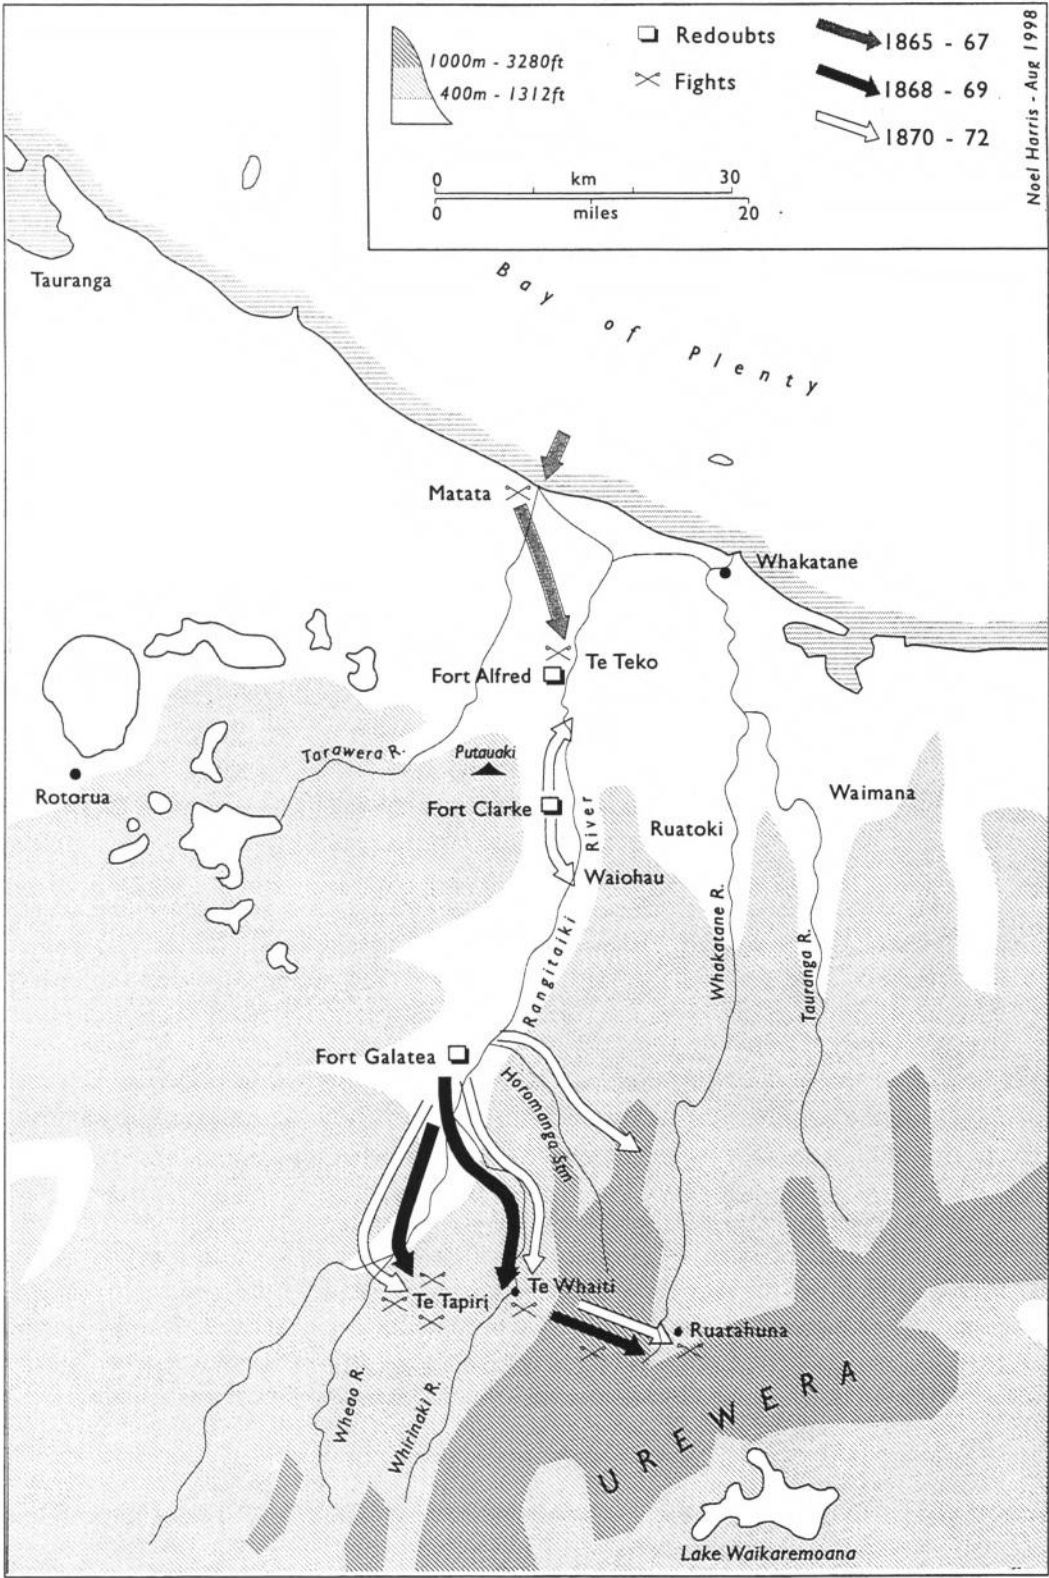 1000m - 3280ft
400m - 1312ft
Redoubts
Fights
1865 - 67
1868 - 69
1870 - 72
Noel Harris - Aug 1998
0 km 30
0 miles 20
Bay of Plenty
Tauranga
Matata
Whakatane
Te Teko
Fort Alfred
Tarawera R.
Putauaki
Rotorua
Fort Clarke
Waimana
Ruatoki
Waiohau
Rangitaiki River
Whakatane R.
Tauranga R.
Fort Galatea
Horomanga Stm
Te Whaiti
Te Tapiri
Ruatahuna
Wheao R.
Whirinaki R.
UREWERA
Lake Waikaremoana